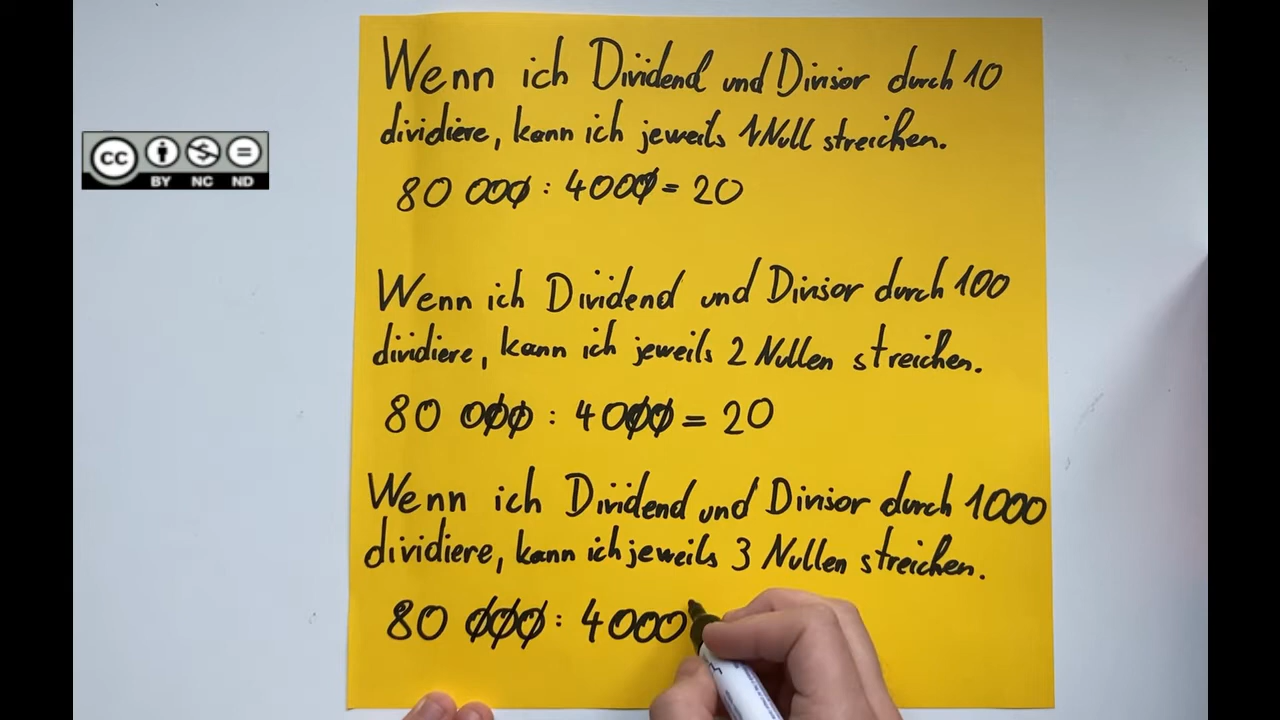 Wenn ich Dividend und Divisor durch 10
dividiere, kann ich jeweils 1 Null streichen.
80 000 : 4000 = 20
Wenn ich Dividend und Divisor durch 100
dividiere, kann ich jeweils 2 Nullen streichen.
80 000 : 4000 = 20
Wenn ich Dividend und Divisor durch 1000
dividiere, kann ich jeweils 3 Nullen streichen.
80 000 : 4000
CC BY NC ND